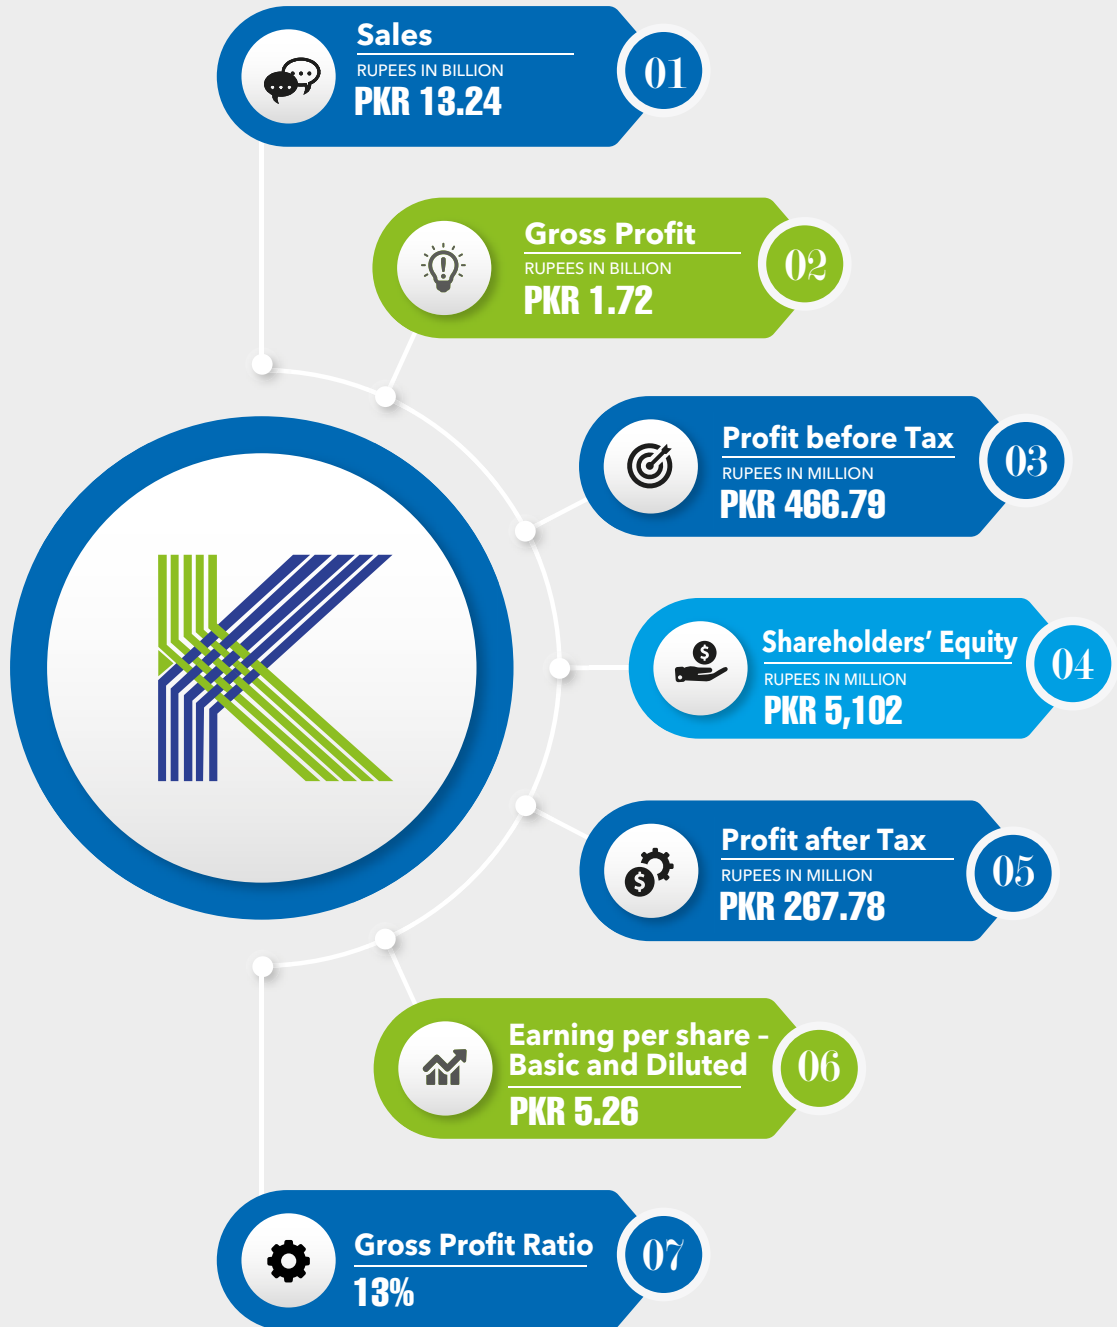 Sales
RUPEES IN BILLION
PKR 13.24
01
Gross Profit
RUPEES IN BILLION
PKR 1.72
02
Profit before Tax
RUPEES IN MILLION
PKR 466.79
03
Shareholders’ Equity
RUPEES IN MILLION
PKR 5,102
04
Profit after Tax
RUPEES IN MILLION
PKR 267.78
05
Earning per share –
Basic and Diluted
PKR 5.26
06
Gross Profit Ratio
13%
07